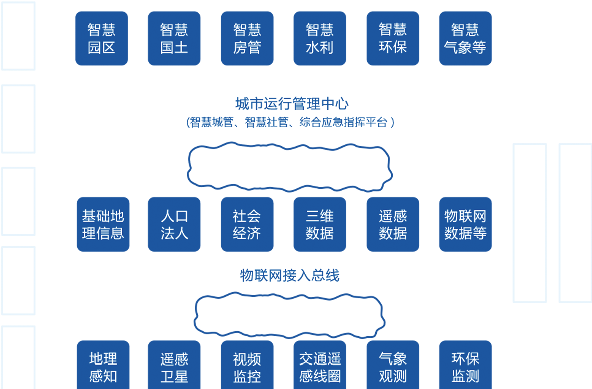 智慧 智慧 智慧 智慧 智慧 智慧
园区 国土 房管 水利 环保 气象等
城市运行管理中心
(智慧城管、智慧社管、综合应急指挥平台)
基础地 人口 社会 三维 遥感 物联网
理信息 法人 经济 数据 数据 数据等
物联网接入总线
地理 遥感 视频 交通遥 气象 环保
感知 卫星 监控 感线圈 观测 监测